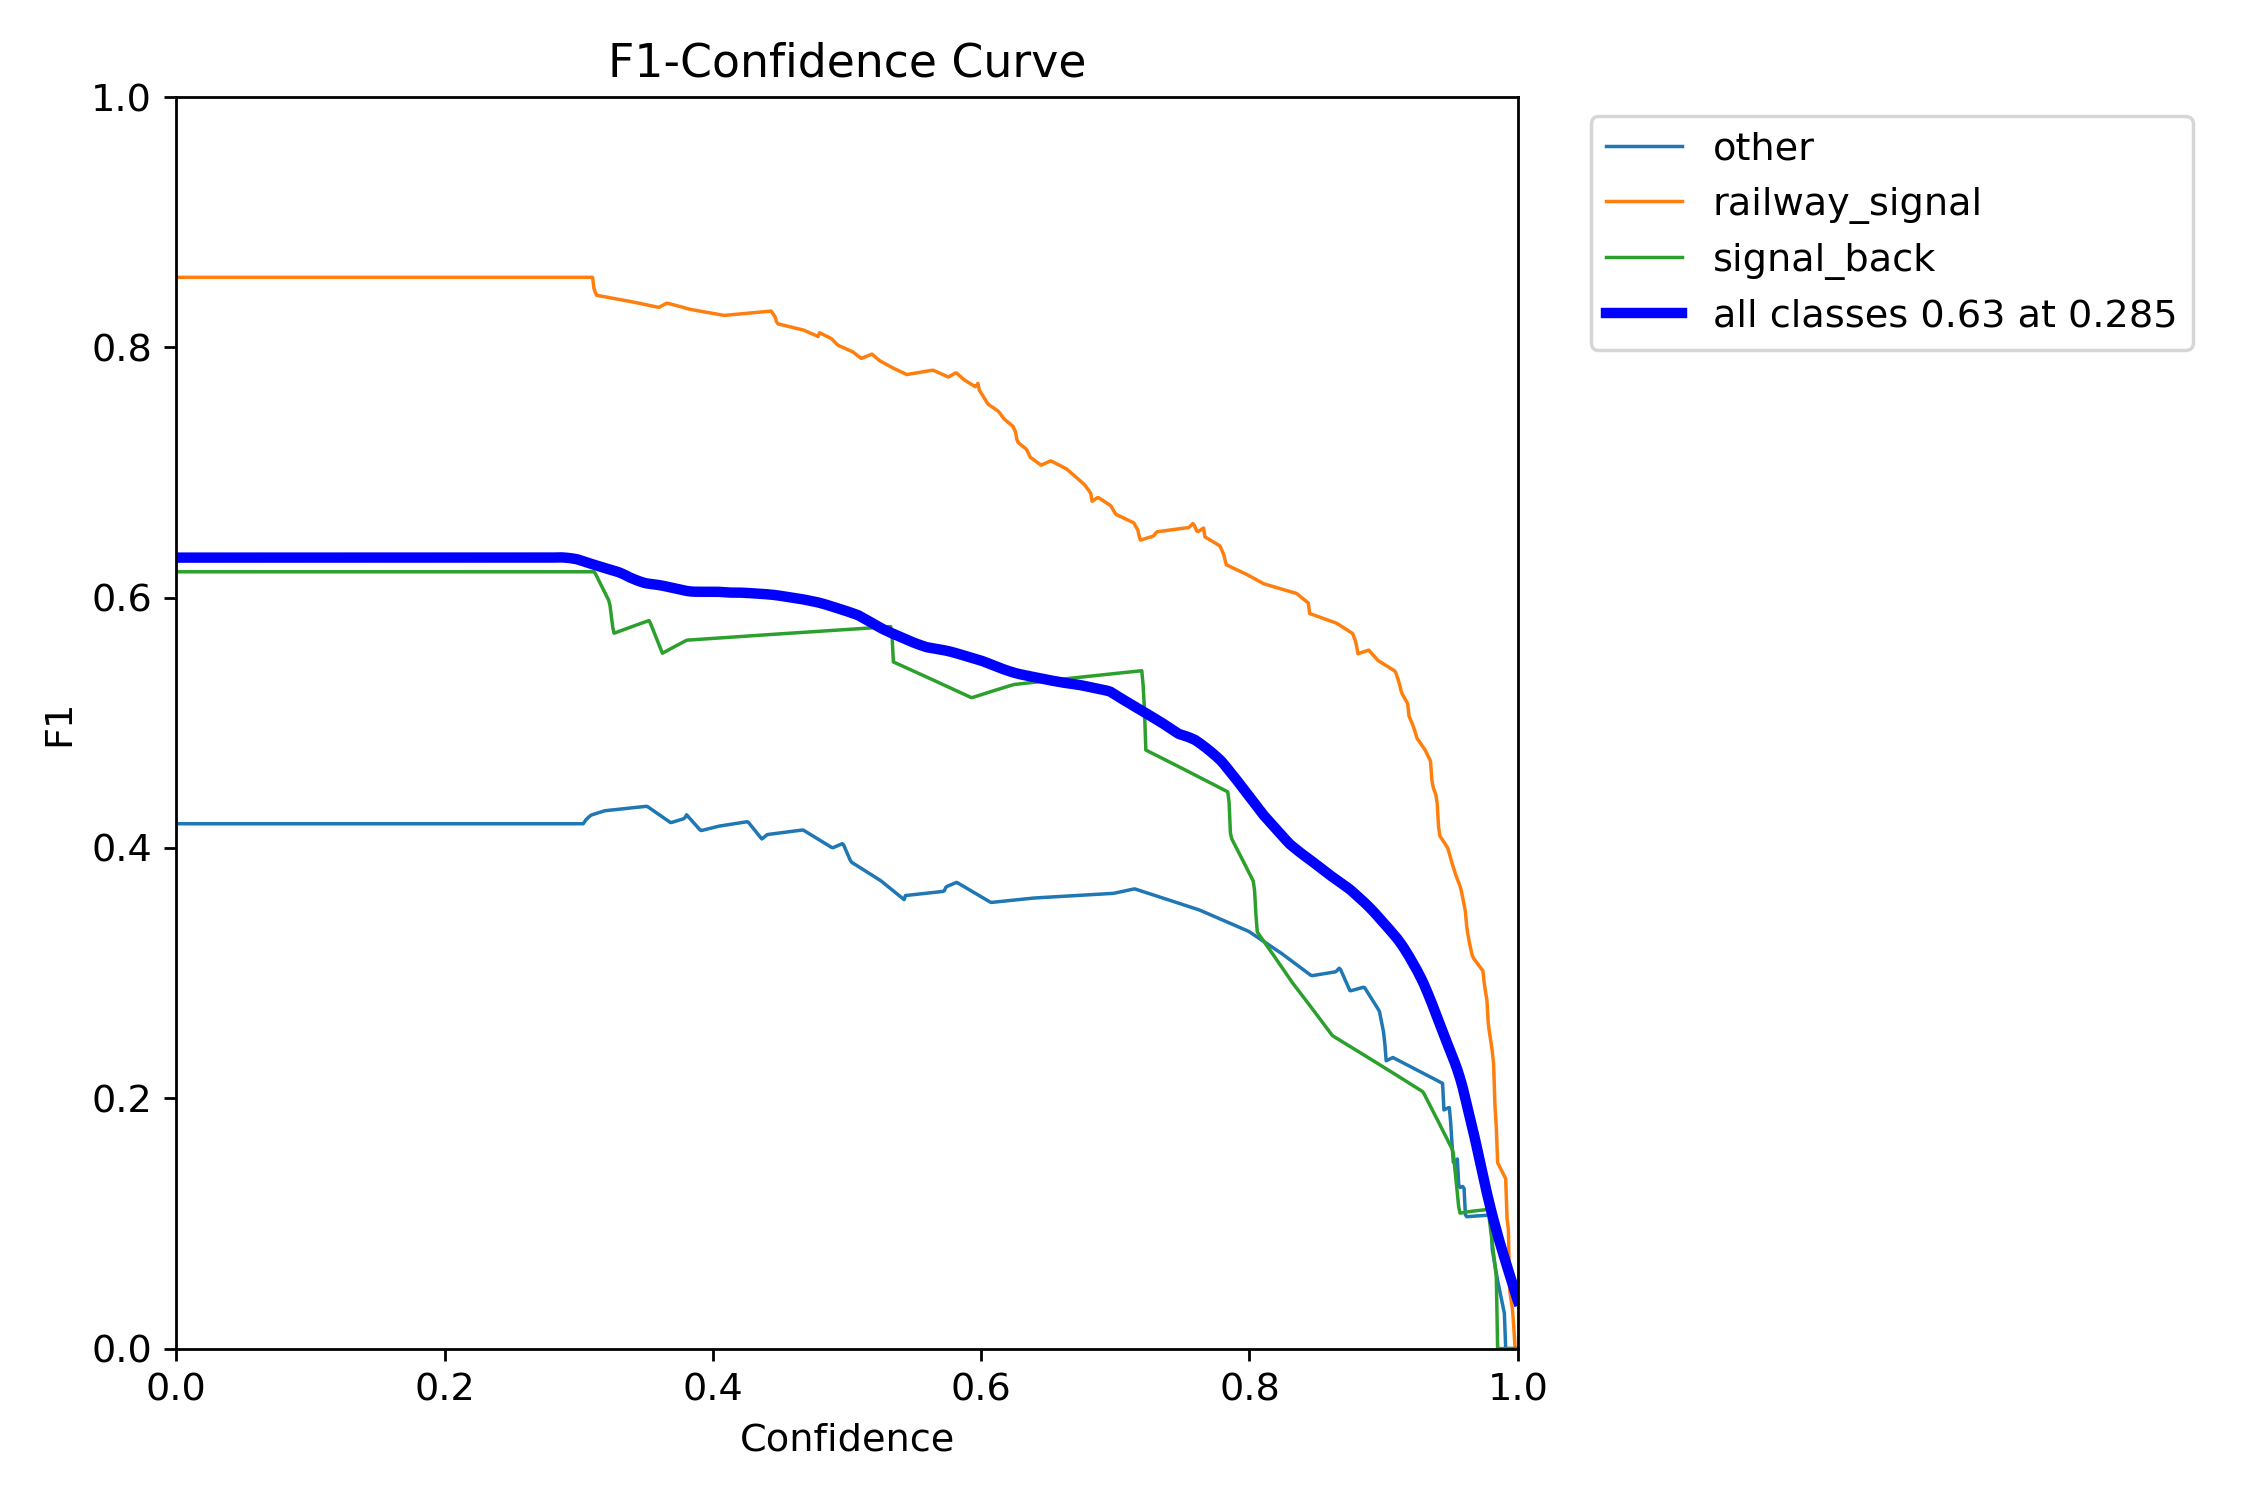 F1-Confidence Curve
1.0
0.8
0.6
0.4
0.2
0.0
F1
0.0 0.2 0.4 0.6 0.8 1.0
Confidence
other
railway_signal
signal_back
all classes 0.63 at 0.285